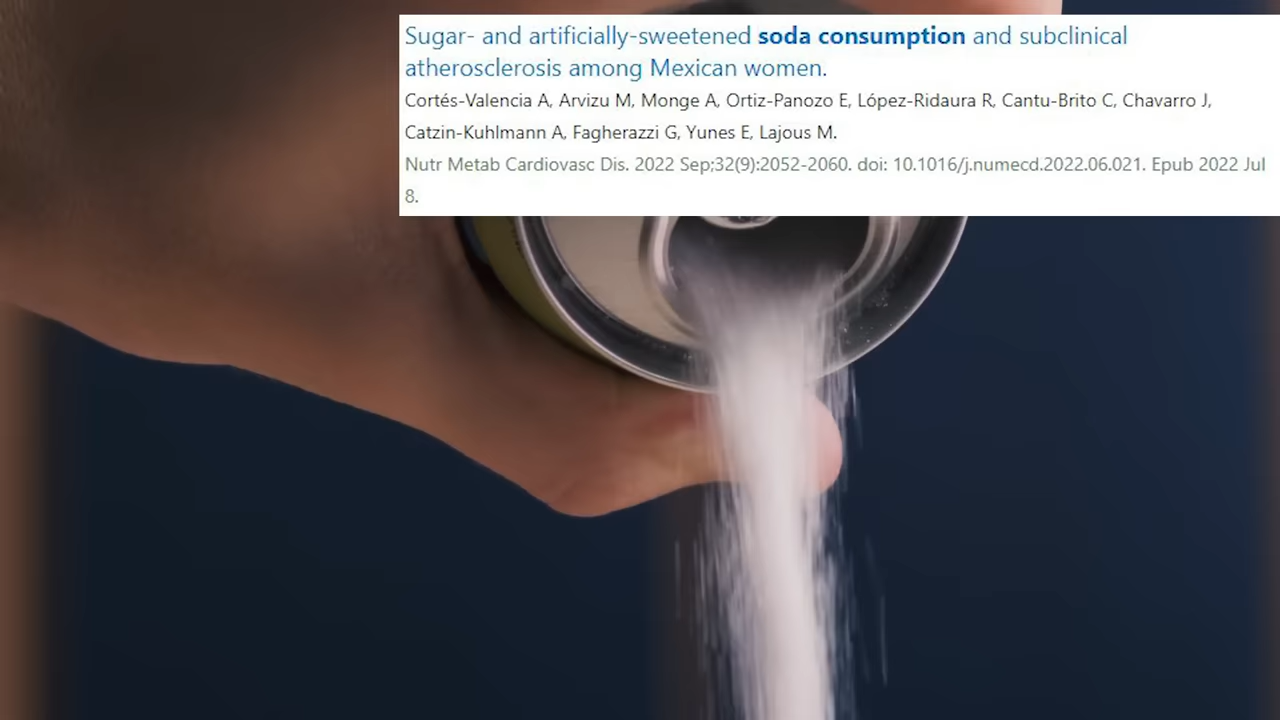 Sugar- and artificially-sweetened soda consumption and subclinical
atherosclerosis among Mexican women.
Cortés-Valencia A, Arvizu M, Monge A, Ortiz-Panozo E, López-Ridaura R, Cantu-Brito C, Chavarro J,
Catzin-Kuhlmann A, Fagherazzi G, Yunes E, Lajous M.
Nutr Metab Cardiovasc Dis. 2022 Sep;32(9):2052-2060. doi: 10.1016/j.numecd.2022.06.021. Epub 2022 Jul
8.